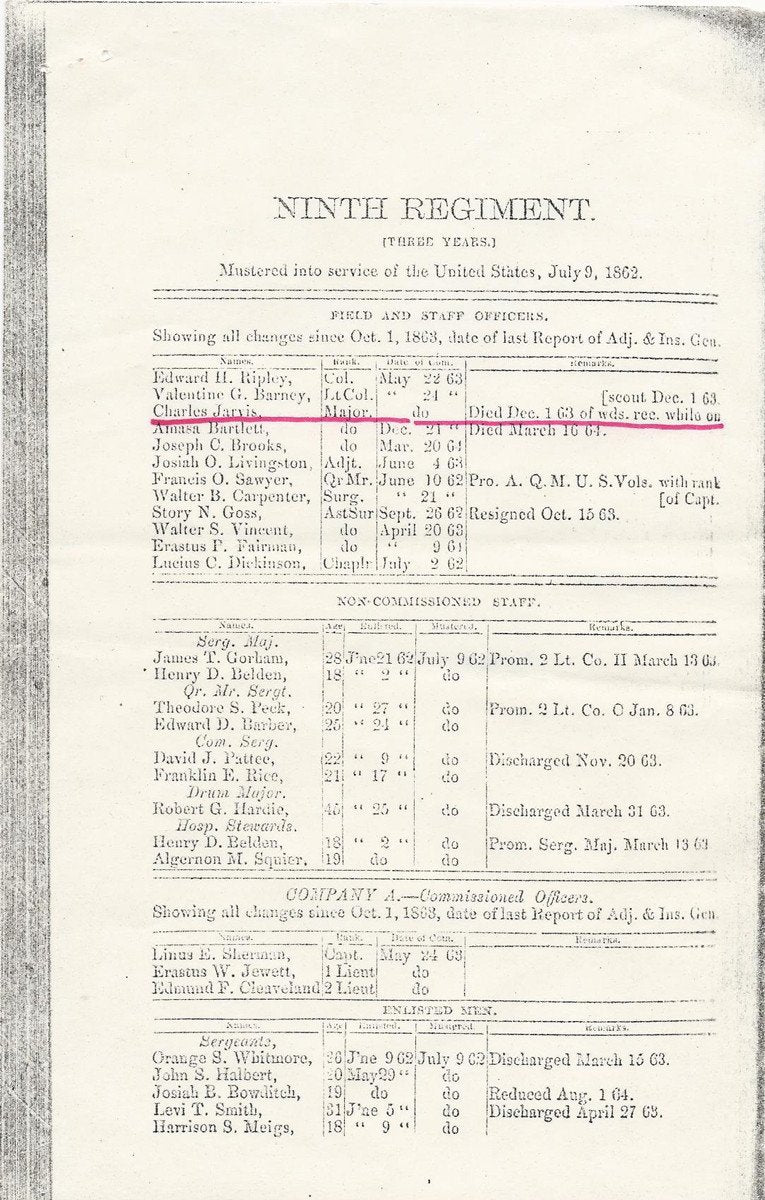 NINTH REGIMENT.
[THREE YEARS.]
Mustered into service of the United States, July 9, 1862.
FIELD AND STAFF OFFICERS.
Showing all changes since Oct. 1, 1863, date of last Report of Adj. & Ins. Gen.
Names. Rank. Date of Com. Remarks.
Edward H. Ripley, Col. May 22 63
Valentine G. Barney, Lt Col. " 24 " [scout Dec. 1 63.
Charles Jarvis, Major. do Died Dec. 1 63 of wds. rec. while on
Amasa Bartlett, do Dec. 21 " Died March 16 64.
Joseph C. Brooks, do Mar. 20 64
Josiah O. Livingston, Adjt. June 4 63
Francis O. Sawyer, Qr Mr. June 10 62 Pro. A. Q. M. U. S. Vols. with rank
Walter B. Carpenter, Surg. " 21 " [of Capt.
Story N. Goss, Ast Sur Sept. 26 62 Resigned Oct. 15 63.
Walter S. Vincent, do April 20 63
Erastus P. Fairman, do " 9 64
Lucius C. Dickinson, Chapln July 2 62
NON-COMMISSIONED STAFF.
Names. Age Enlisted. Mustered. Remarks.
Serg. Maj.
James T. Gorham, 28 J'ne 21 62 July 9 62 Prom. 2 Lt. Co. H March 13 63.
Henry D. Belden, 18 " 2 " do
Qr. Mr. Sergt.
Theodore S. Peck, 20 " 27 " do Prom. 2 Lt. Co. C Jan. 8 63.
Edward D. Barber, 25 " 24 " do
Com. Serg.
David J. Pattee, 22 " 9 " do Discharged Nov. 20 63.
Franklin E. Rice, 21 " 17 " do
Drum Major.
Robert G. Hardie, 45 " 25 " do Discharged March 31 63.
Hosp. Stewards.
Henry D. Belden, 18 " 2 " do Prom. Serg. Maj. March 13 63
Algernon M. Squier, 19 do do
COMPANY A.—Commissioned Officers.
Showing all changes since Oct. 1, 1863, date of last Report of Adj. & Ins. Gen.
Names. Rank. Date of Com. Remarks.
Linus E. Sherman, Capt. May 24 63
Erastus W. Jewett, 1 Lieut do
Edmund F. Cleaveland 2 Lieut do
ENLISTED MEN.
Names. Age Enlisted. Mustered. Remarks.
Sergeants,
Orange S. Whitmore, 26 J'ne 9 62 July 9 62 Discharged March 15 63.
John S. Halbert, 20 May 29 " do
Josiah B. Bowditch, 19 do do Reduced Aug. 1 64.
Levi T. Smith, 31 J'ne 5 " do Discharged April 27 63.
Harrison S. Meigs, 18 " 9 " do